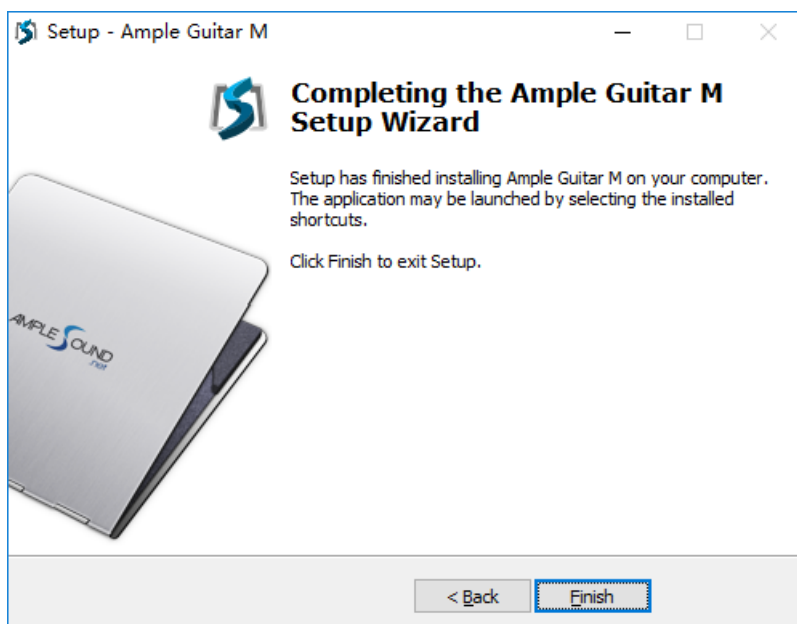 Setup - Ample Guitar M
Completing the Ample Guitar M
Setup Wizard
Setup has finished installing Ample Guitar M on your computer.
The application may be launched by selecting the installed
shortcuts.
Click Finish to exit Setup.
AMPLE SOUND
.net
< Back
Finish